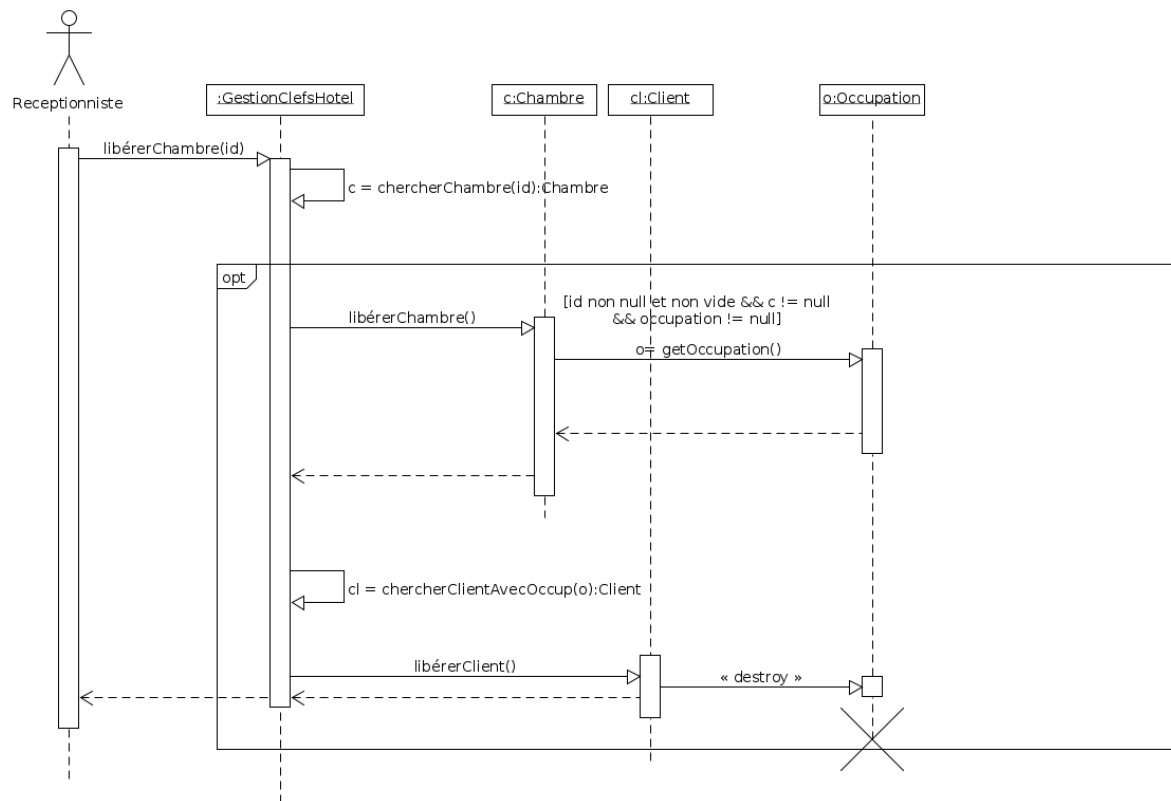 Receptionniste
:GestionClefsHotel
c:Chambre
cl:Client
o:Occupation
libérerChambre(id)
c = chercherChambre(id):Chambre
opt
[id non null et non vide && c != null
&& occupation != null]
libérerChambre()
o= getOccupation()
cl = chercherClientAvecOccup(o):Client
libérerClient()
« destroy »